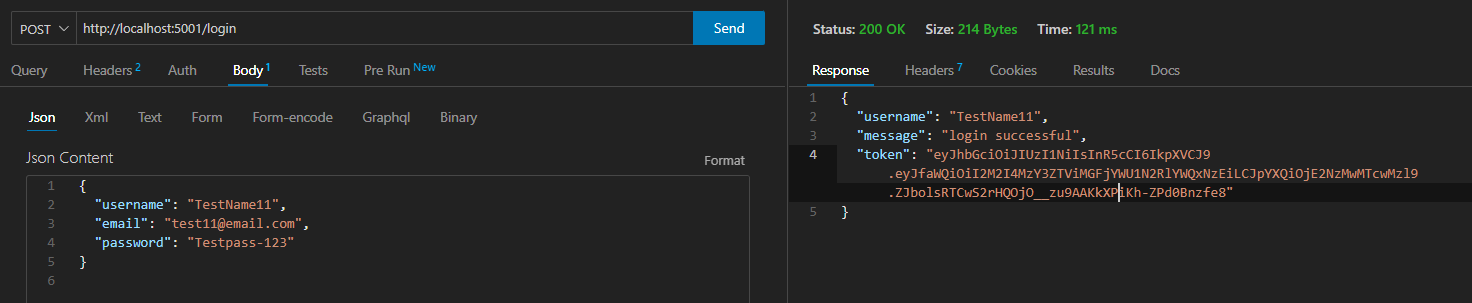 POST http://localhost:5001/login Send
Query Headers 2 Auth Body 1 Tests Pre Run New
Json Xml Text Form Form-encode Graphql Binary
Json Content Format
1 {
2 "username": "TestName11",
3 "email": "test11@email.com",
4 "password": "Testpass-123"
5 }
6
Status: 200 OK Size: 214 Bytes Time: 121 ms
Response Headers 7 Cookies Results Docs
1 {
2 "username": "TestName11",
3 "message": "login successful",
4 "token": "eyJhbGciOiJIUzI1NiIsInR5cCI6IkpXVCJ9
.eyJfaWQiOiI2M2I4MzY3ZTViMGFjYWU1N2RlYWQxNzEiLCJpYXQiOjE2NzMwMTcwMzl9
.ZJbolsRTCwS2rHQOjO__zu9AAKkXPiKh-ZPd0Bnzfe8"
5 }